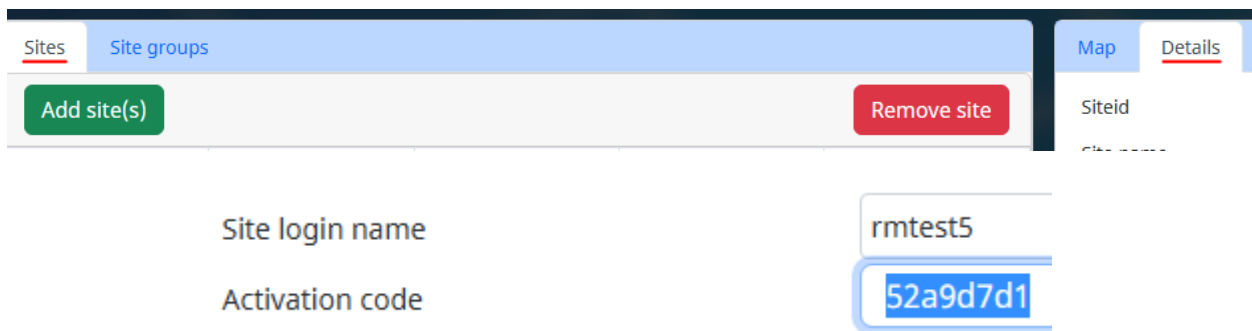 Sites Site groups Map Details
Add site(s) Remove site Siteid
Site login name rmtest5
Activation code 52a9d7d1